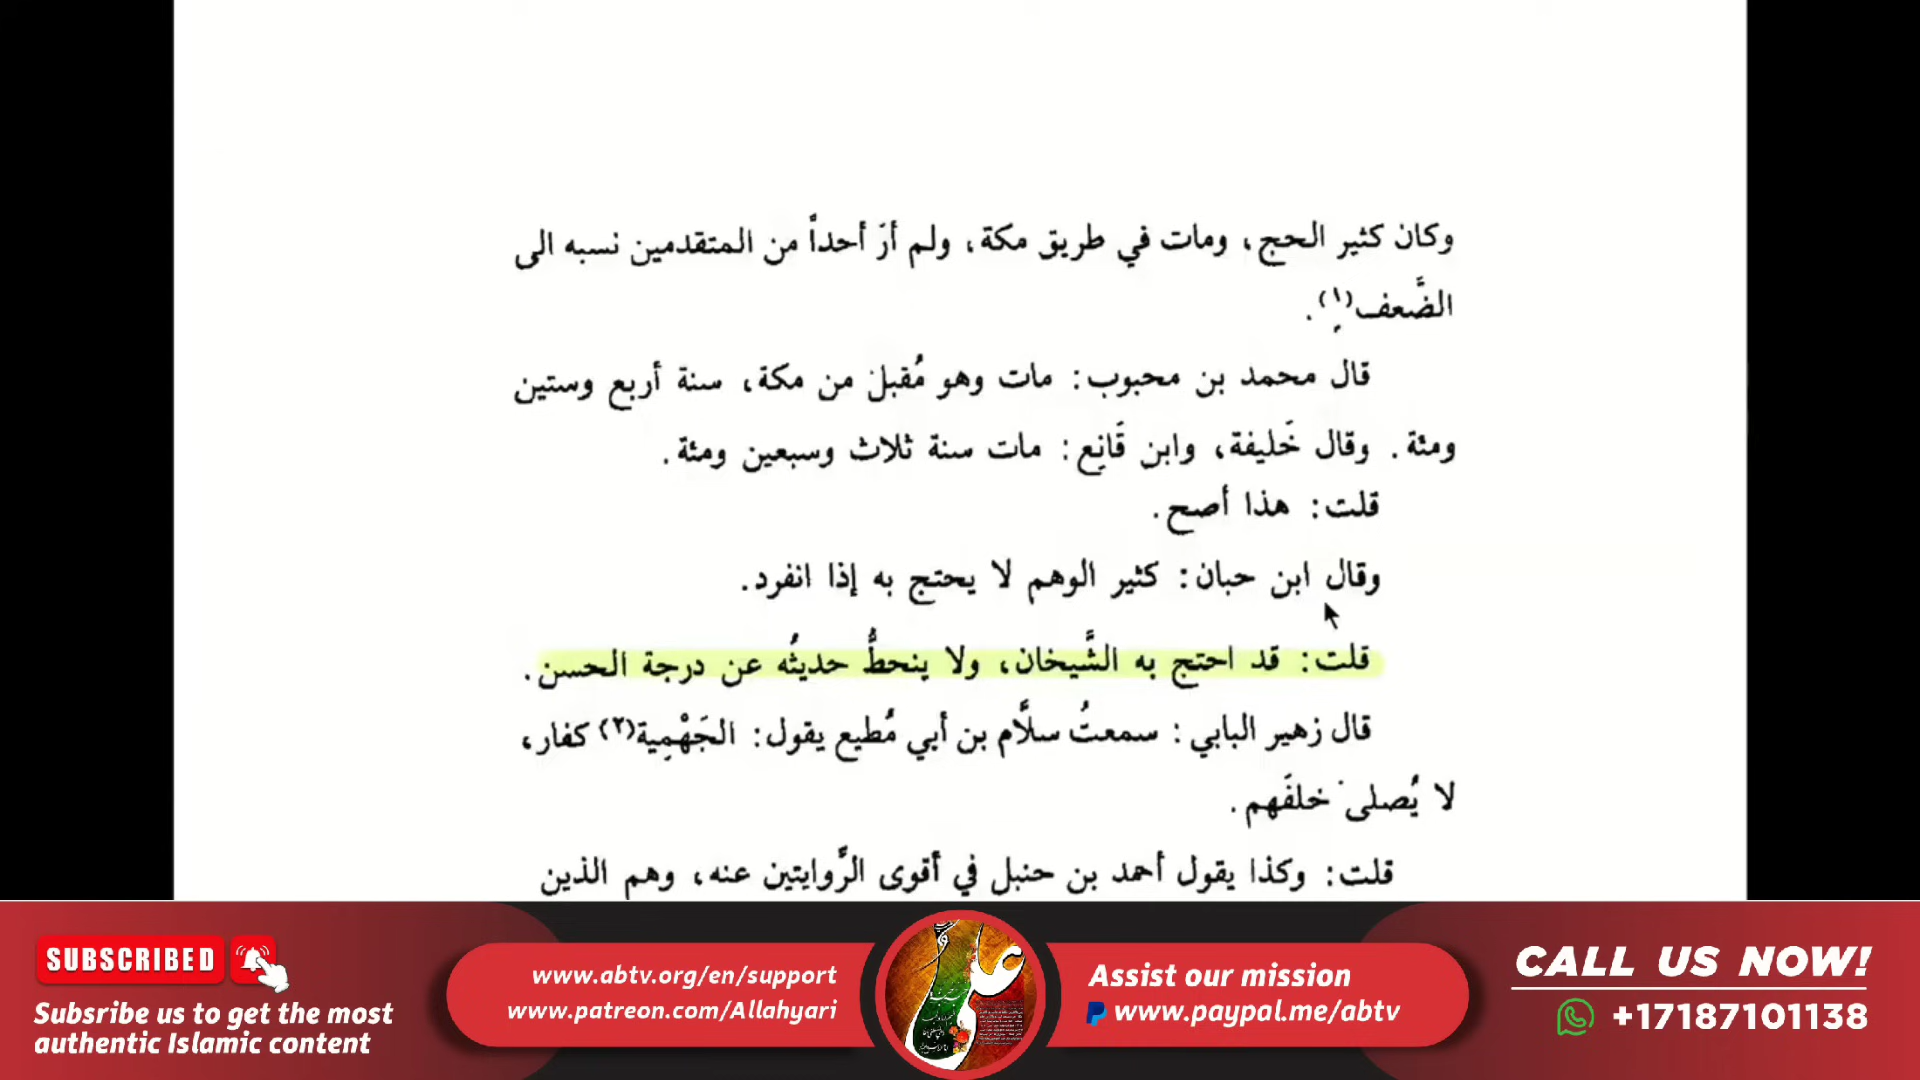 وكان كثير الحج، ومات في طريق مكة، ولم أرَ أحداً من المتقدمين نسبه الى
الضَّعف(١).
قال محمد بن محبوب: مات وهو مُقبل من مكة، سنة أربع وستين
ومئة. وقال خَليفة، وابن قَانِع: مات سنة ثلاث وسبعين ومئة.
قلت: هذا أصح.
وقال ابن حبان: كثير الوهم لا يحتج به إذا انفرد.
قلت: قد احتج به الشَّيخان، ولا ينحطُّ حديثُه عن درجة الحسن.
قال زهير البابي: سمعتُ سلاَّم بن أبي مُطيع يقول: الجَهْمِية(٢) كفار،
لا يُصلى خلفَهم.
قلت: وكذا يقول أحمد بن حنبل في أقوى الرِّوايتين عنه، وهم الذين
SUBSCRIBED
Subsribe us to get the most
authentic Islamic content
www.abtv.org/en/support
www.patreon.com/Allahyari
Assist our mission
www.paypal.me/abtv
CALL US NOW!
+17187101138